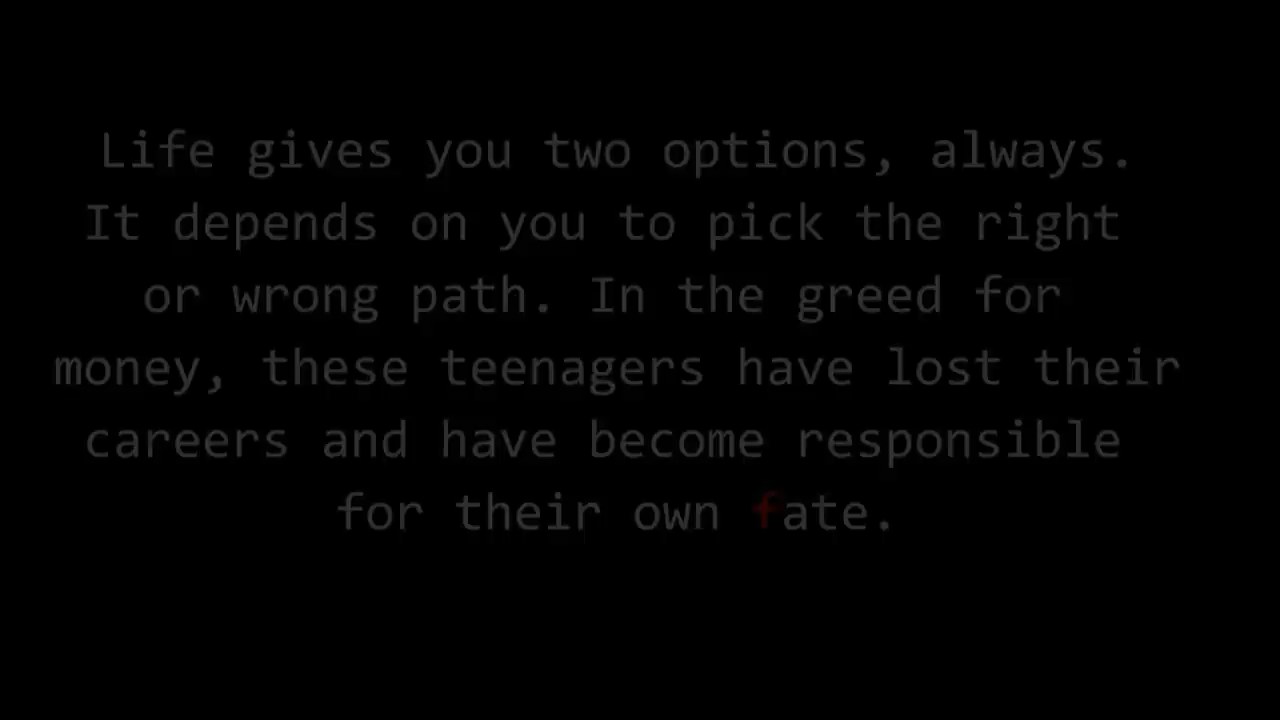 Life gives you two options, always.
It depends on you to pick the right
or wrong path. In the greed for
money, these teenagers have lost their
careers and have become responsible
for their own fate.